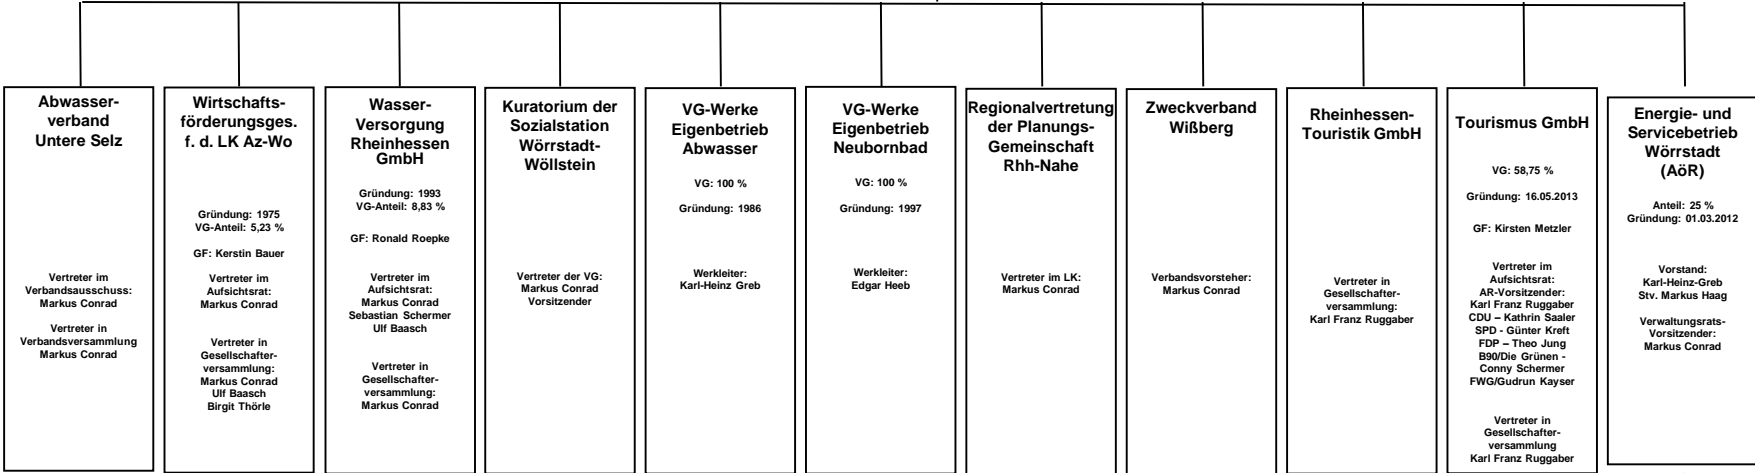 Abwasser-
verband
Untere Selz
Vertreter im
Verbandsausschuss:
Markus Conrad
Vertreter in
Verbandsversammlung
Markus Conrad
Wirtschafts-
förderungsges.
f. d. LK Az-Wo
Gründung: 1975
VG-Anteil: 5,23 %
GF: Kerstin Bauer
Vertreter im
Aufsichtsrat:
Markus Conrad
Vertreter in
Gesellschafter-
versammlung:
Markus Conrad
Ulf Baasch
Birgit Thörle
Wasser-
Versorgung
Rheinhessen
GmbH
Gründung: 1993
VG-Anteil: 8,83 %
GF: Ronald Roepke
Vertreter im
Aufsichtsrat:
Markus Conrad
Sebastian Schermer
Ulf Baasch
Vertreter in
Gesellschafter-
versammlung:
Markus Conrad
Kuratorium der
Sozialstation
Wörrstadt-
Wöllstein
Vertreter der VG:
Markus Conrad
Vorsitzender
VG-Werke
Eigenbetrieb
Abwasser
VG: 100 %
Gründung: 1986
Werkleiter:
Karl-Heinz Greb
VG-Werke
Eigenbetrieb
Neubornbad
VG: 100 %
Gründung: 1997
Werkleiter:
Edgar Heeb
Regionalvertretung
der Planungs-
Gemeinschaft
Rhh-Nahe
Vertreter im LK:
Markus Conrad
Zweckverband
Wißberg
Verbandsvorsteher:
Markus Conrad
Rheinhessen-
Touristik GmbH
Vertreter in
Gesellschafter-
versammlung:
Karl Franz Ruggaber
Tourismus GmbH
VG: 58,75 %
Gründung: 16.05.2013
GF: Kirsten Metzler
Vertreter im
Aufsichtsrat:
AR-Vorsitzender:
Karl Franz Ruggaber
CDU – Kathrin Saaler
SPD - Günter Kreft
FDP – Theo Jung
B90/Die Grünen -
Conny Schermer
FWG/Gudrun Kayser
Vertreter in
Gesellschafter-
versammlung
Karl Franz Ruggaber
Energie- und
Servicebetrieb
Wörrstadt
(AöR)
Anteil: 25 %
Gründung: 01.03.2012
Vorstand:
Karl-Heinz-Greb
Stv. Markus Haag
Verwaltungsrats-
Vorsitzender:
Markus Conrad